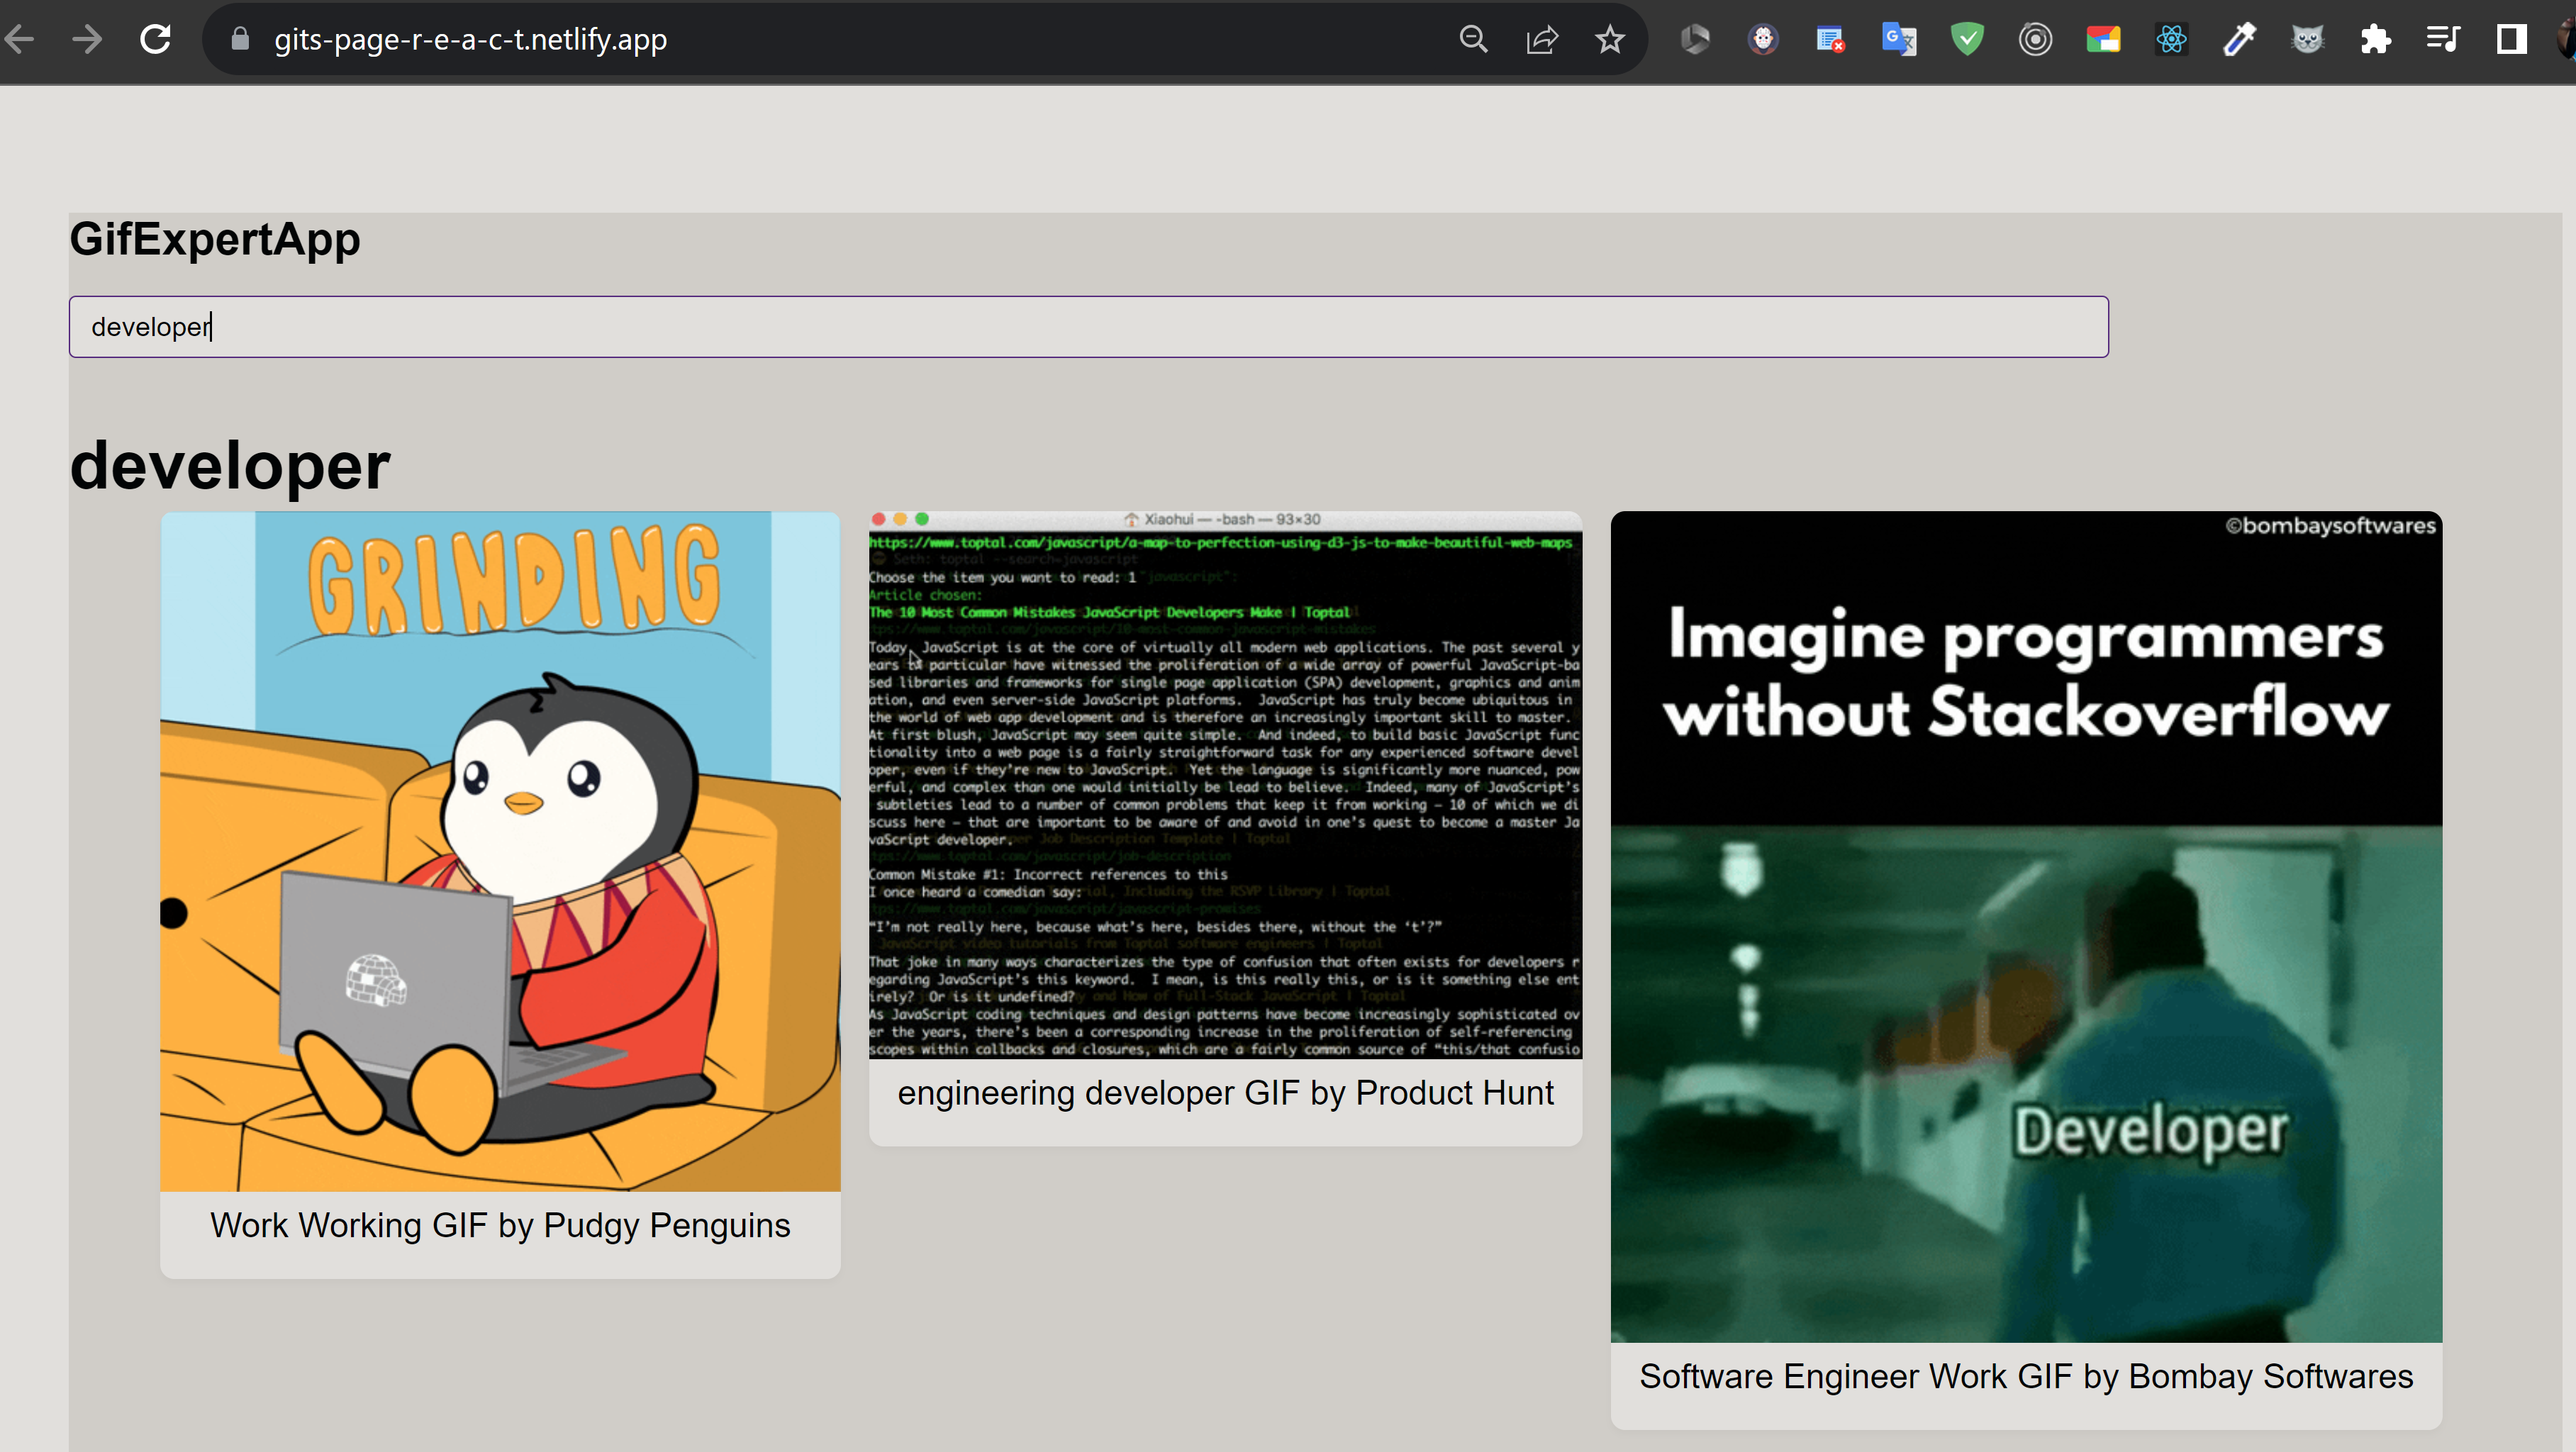 gits-page-r-e-a-c-t.netlify.app
GifExpertApp
developer
developer
GRINDING
Work Working GIF by Pudgy Penguins
Xiaohui — -bash — 93×30
https://www.toptal.com/javascript/a-map-to-perfection-using-d3-js-to-make-beautiful-web-maps
Seth: toptal --search=javascript
Choose the item you want to read: 1
Article chosen:
The 10 Most Common Mistakes JavaScript Developers Make | Toptal
Today, JavaScript is at the core of virtually all modern web applications. The past several y
ears in particular have witnessed the proliferation of a wide array of powerful JavaScript-ba
sed libraries and frameworks for single page application (SPA) development, graphics and anim
ation, and even server-side JavaScript platforms.  JavaScript has truly become ubiquitous in
the world of web app development and is therefore an increasingly important skill to master.
At first blush, JavaScript may seem quite simple.  And indeed, to build basic JavaScript func
tionality into a web page is a fairly straightforward task for any experienced software devel
oper, even if they're new to JavaScript.  Yet the language is significantly more nuanced, pow
erful, and complex than one would initially be lead to believe.  Indeed, many of JavaScript's
subtleties lead to a number of common problems that keep it from working – 10 of which we di
scuss here – that are important to be aware of and avoid in one's quest to become a master Ja
vaScript developer.
Common Mistake #1: Incorrect references to this
I once heard a comedian say:
“I'm not really here, because what's here, besides there, without the ‘t’?”
That joke in many ways characterizes the type of confusion that often exists for developers r
egarding JavaScript's this keyword.  I mean, is this really this, or is it something else ent
irely?  Or is it undefined?
As JavaScript coding techniques and design patterns have become increasingly sophisticated ov
er the years, there's been a corresponding increase in the proliferation of self-referencing
scopes within callbacks and closures, which are a fairly common source of “this/that confusio
engineering developer GIF by Product Hunt
©bombaysoftwares
Imagine programmers
without Stackoverflow
Developer
Software Engineer Work GIF by Bombay Softwares